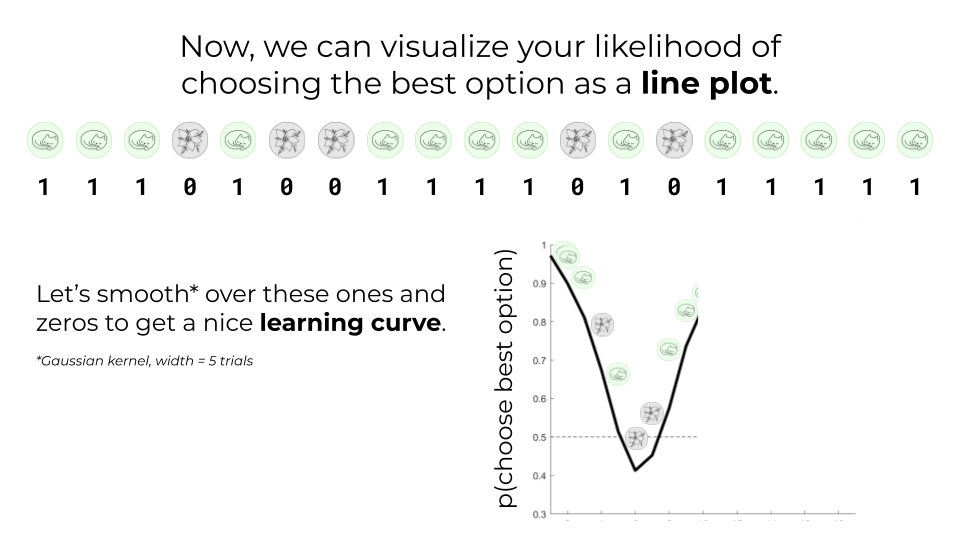 Now, we can visualize your likelihood of
choosing the best option as a line plot.
1 1 1 0 1 0 0 1 1 1 1 0 1 0 1 1 1 1 1
Let’s smooth* over these ones and
zeros to get a nice learning curve.
*Gaussian kernel, width = 5 trials
p(choose best option)
1
0.9
0.8
0.7
0.6
0.5
0.4
0.3